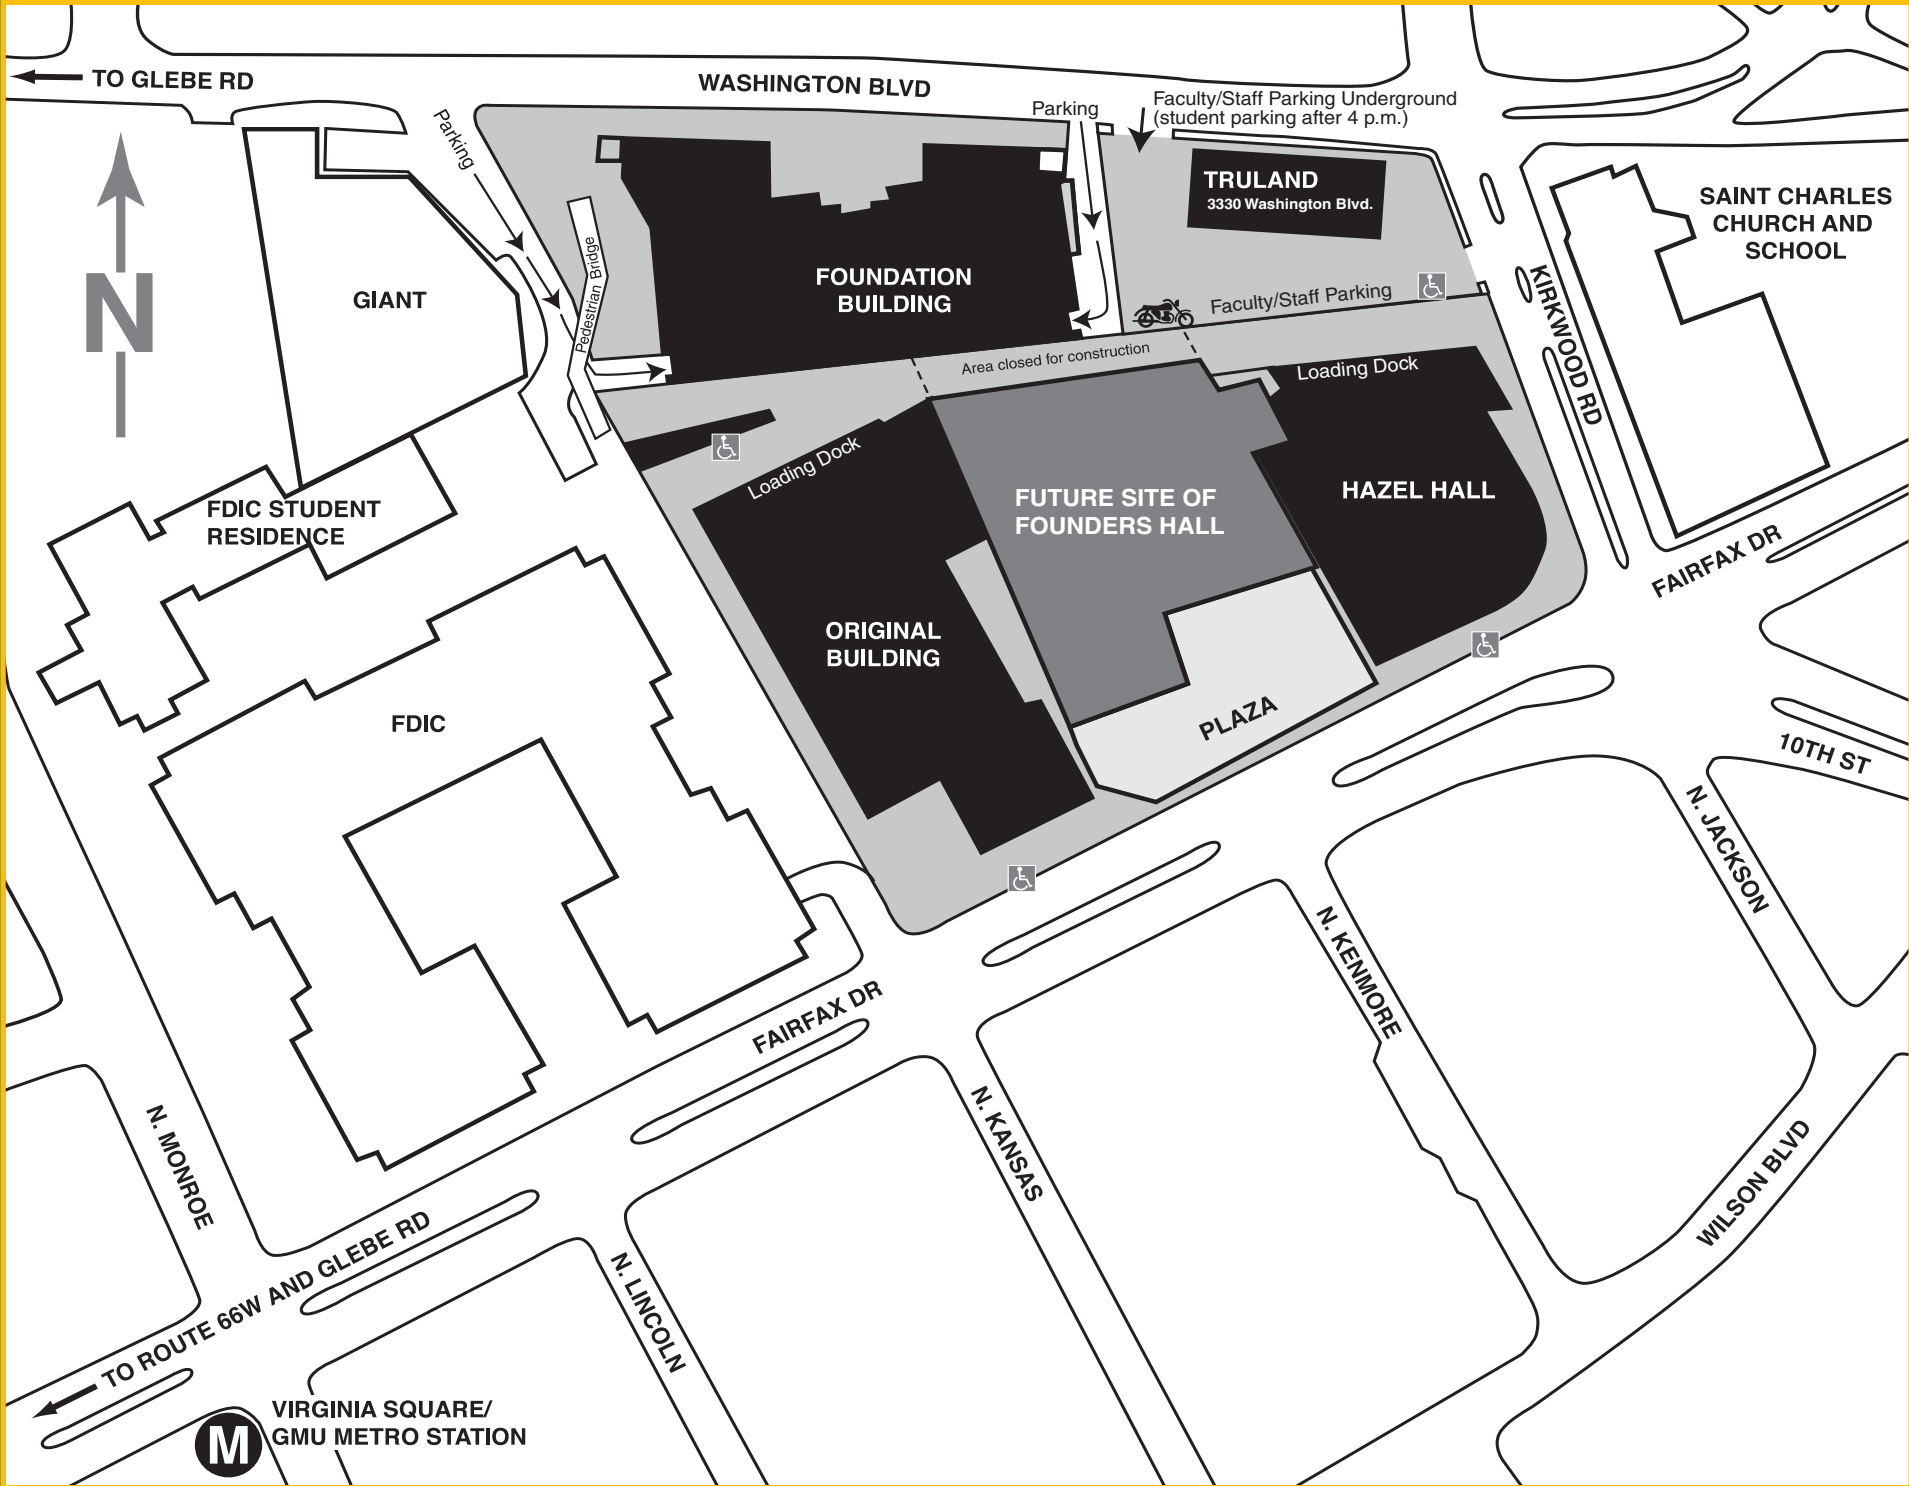 TO GLEBE RD
WASHINGTON BLVD
Parking
Parking
Faculty/Staff Parking Underground
(student parking after 4 p.m.)
TRULAND
3330 Washington Blvd.
SAINT CHARLES
CHURCH AND
SCHOOL
N
GIANT
Pedestrian Bridge
FOUNDATION
BUILDING
Faculty/Staff Parking
KIRKWOOD RD
Area closed for construction
Loading Dock
Loading Dock
FUTURE SITE OF
FOUNDERS HALL
HAZEL HALL
FDIC STUDENT
RESIDENCE
FAIRFAX DR
ORIGINAL
BUILDING
FDIC
PLAZA
10TH ST
N. JACKSON
N. KENMORE
FAIRFAX DR
N. KANSAS
N. MONROE
WILSON BLVD
TO ROUTE 66W AND GLEBE RD
N. LINCOLN
VIRGINIA SQUARE/
GMU METRO STATION
M